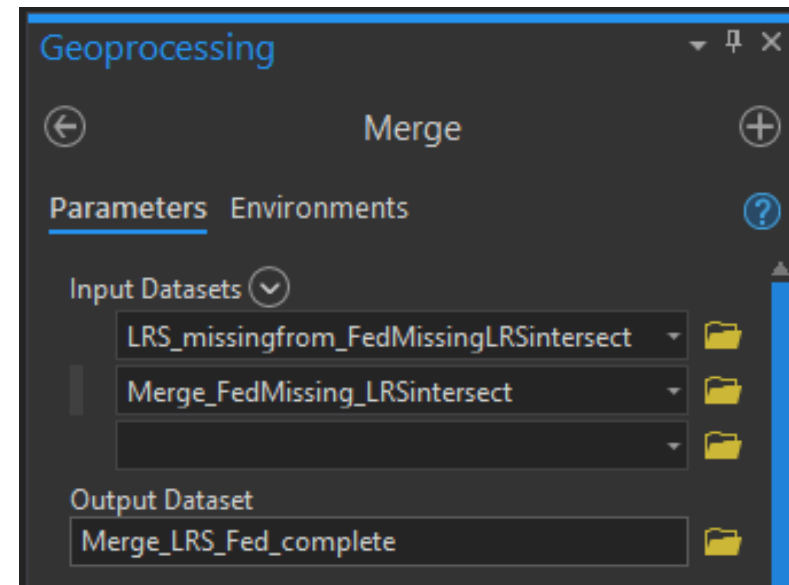 Geoprocessing
Merge
Parameters Environments
Input Datasets
LRS_missingfrom_FedMissingLRSintersect
Merge_FedMissing_LRSintersect
Output Dataset
Merge_LRS_Fed_complete